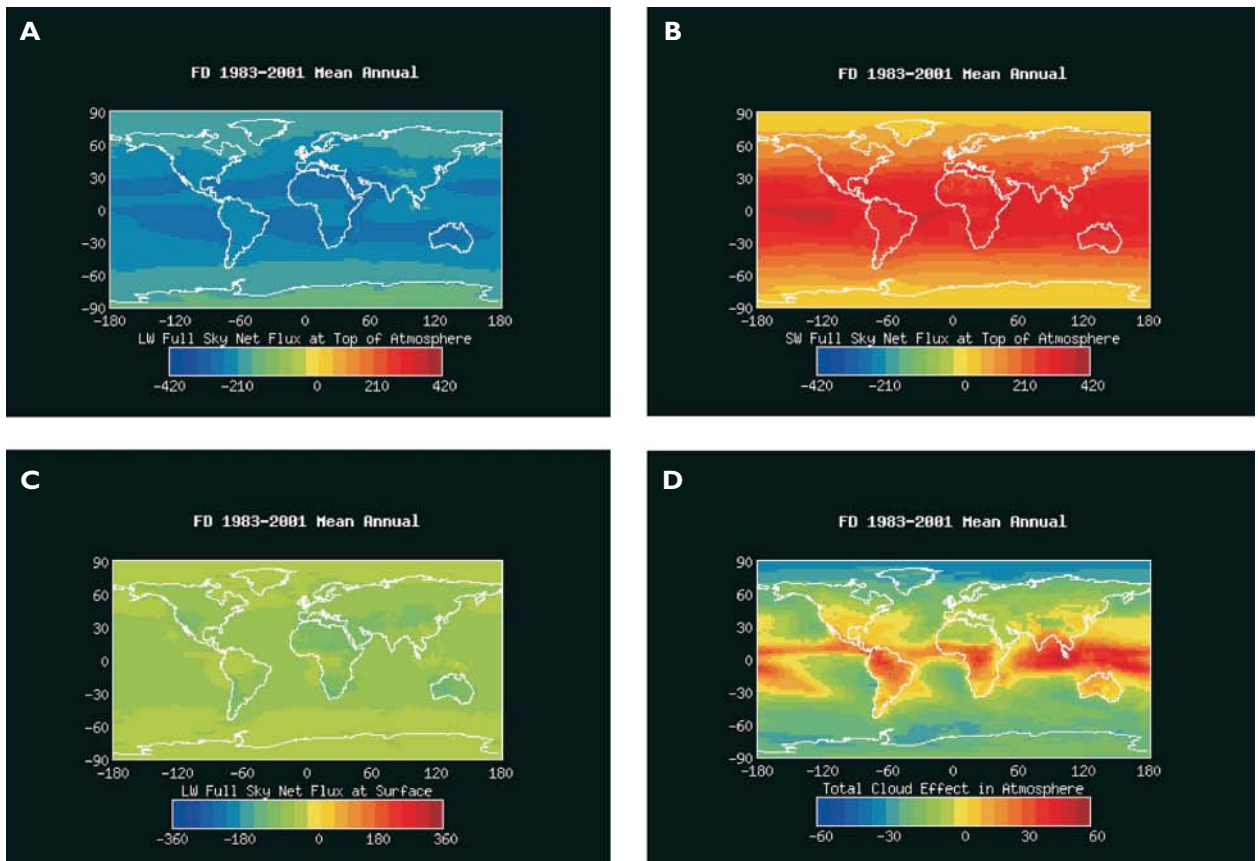 A
FD 1983-2001 Mean Annual
90
60
30
0
-30
-60
-90
-180 -120 -60 0 60 120 180
LW Full Sky Net Flux at Top of Atmosphere
-420 -210 0 210 420
B
FD 1983-2001 Mean Annual
90
60
30
0
-30
-60
-90
-180 -120 -60 0 60 120 180
SW Full Sky Net Flux at Top of Atmosphere
-420 -210 0 210 420
C
FD 1983-2001 Mean Annual
90
60
30
0
-30
-60
-90
-180 -120 -60 0 60 120 180
LW Full Sky Net Flux at Surface
-360 -180 0 180 360
D
FD 1983-2001 Mean Annual
90
60
30
0
-30
-60
-90
-180 -120 -60 0 60 120 180
Total Cloud Effect in Atmosphere
-60 -30 0 30 60